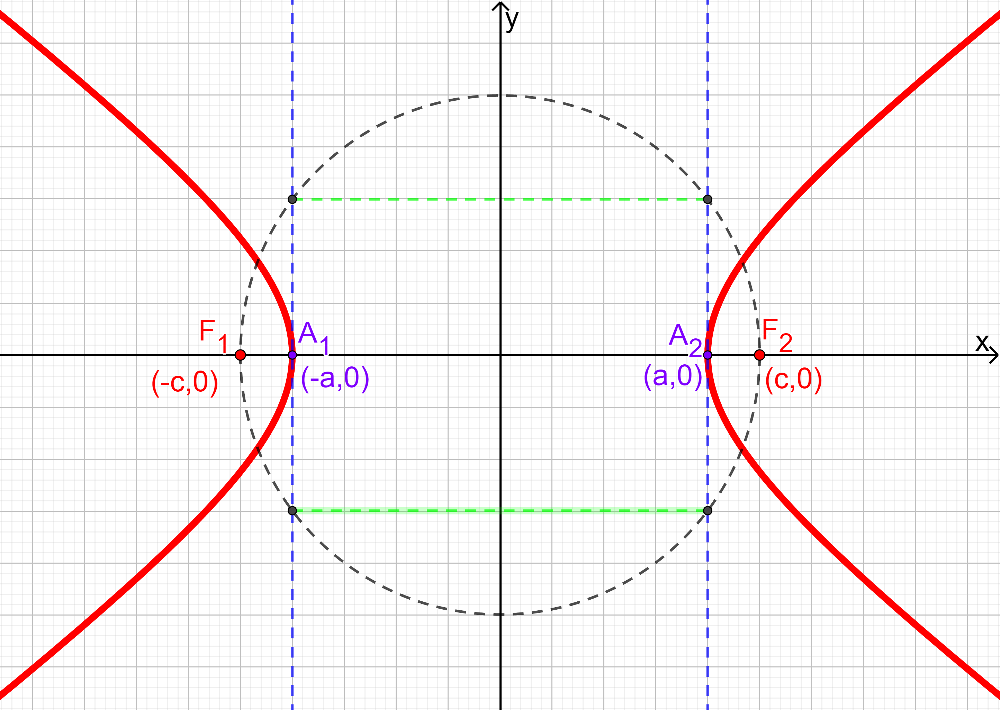 y
F1
A1
A2
F2
x
(-c,0)
(-a,0)
(a,0)
(c,0)